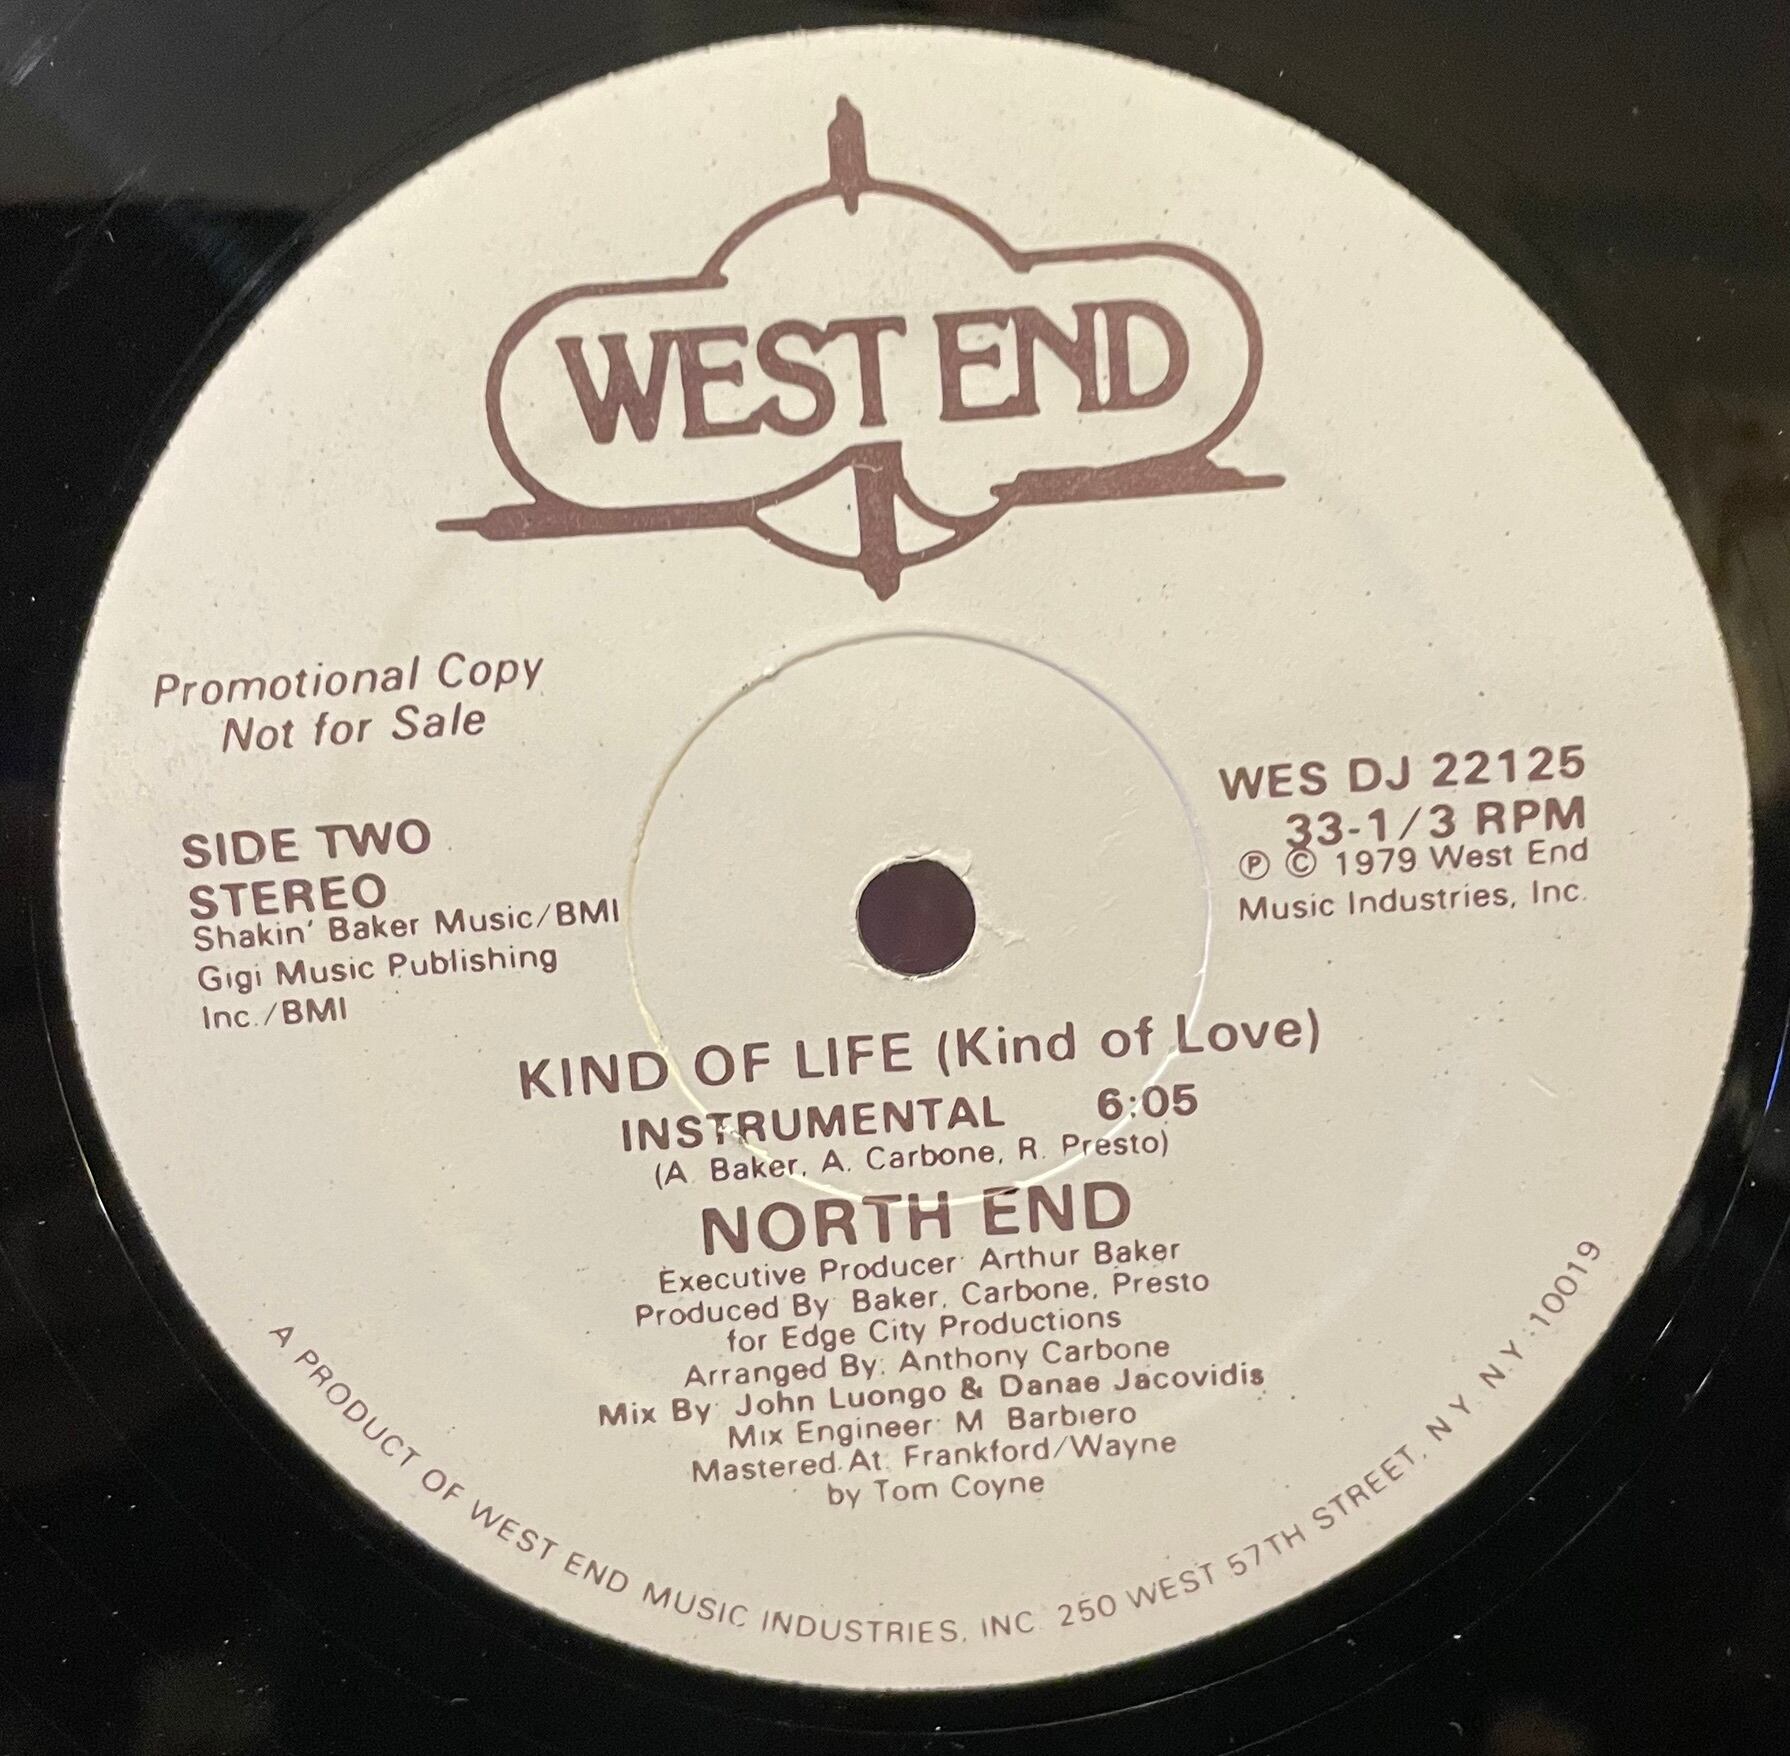 WEST END
Promotional Copy
Not for Sale
SIDE TWO
STEREO
Shakin' Baker Music/BMI
Gigi Music Publishing
Inc./BMI
WES DJ 22125
33-1/3 RPM
Ⓟ © 1979 West End
Music Industries, Inc.
KIND OF LIFE (Kind of Love)
INSTRUMENTAL 6:05
(A. Baker, A. Carbone, R. Presto)
NORTH END
Executive Producer: Arthur Baker
Produced By: Baker, Carbone, Presto
for Edge City Productions
Arranged By: Anthony Carbone
Mix By: John Luongo & Danae Jacovidis
Mix Engineer: M. Barbiero
Mastered At: Frankford/Wayne
by Tom Coyne
A PRODUCT OF WEST END MUSIC INDUSTRIES, INC. 250 WEST 57TH STREET, N.Y. N.Y. 10019